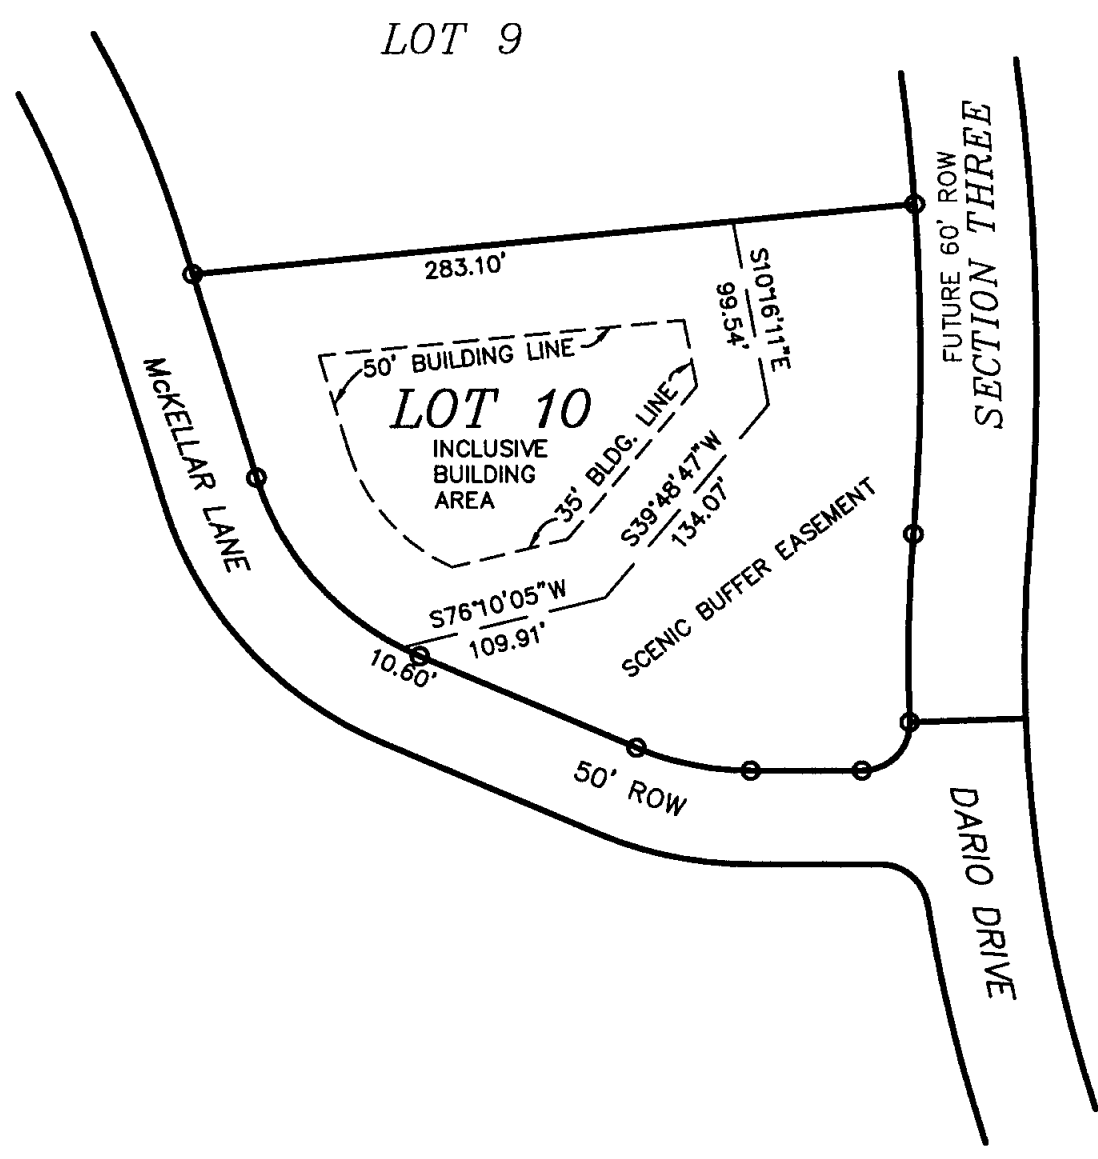 LOT 9
FUTURE 60' ROW
SECTION THREE
283.10'
S10°16'11"E
99.54'
50' BUILDING LINE
LOT 10
INCLUSIVE
BUILDING
AREA
35' BLDG. LINE
McKELLAR LANE
S39°48'47"W
134.07'
SCENIC BUFFER EASEMENT
S76°10'05"W
109.91'
10.60'
50' ROW
DARIO DRIVE